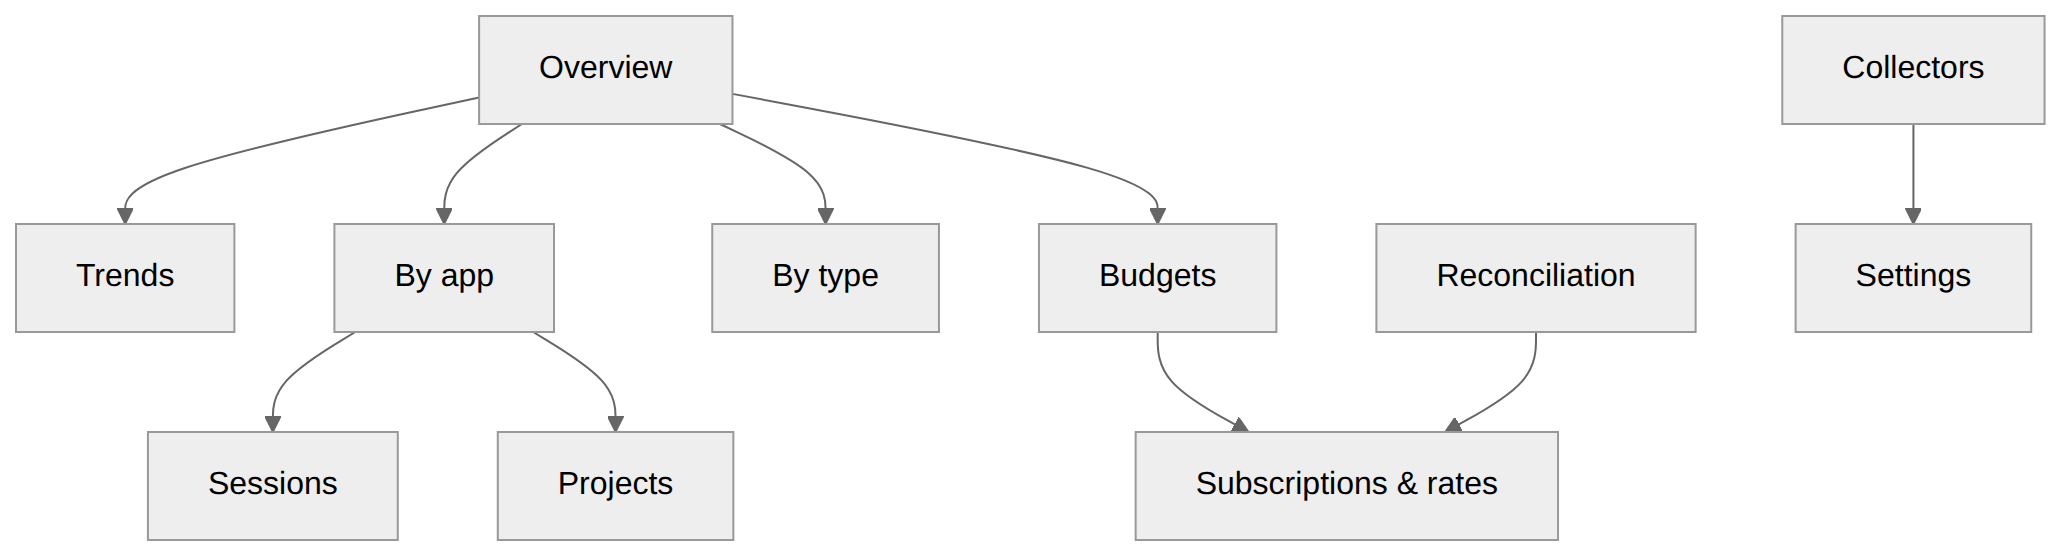 Overview
Collectors
Trends
By app
By type
Budgets
Reconciliation
Settings
Sessions
Projects
Subscriptions & rates